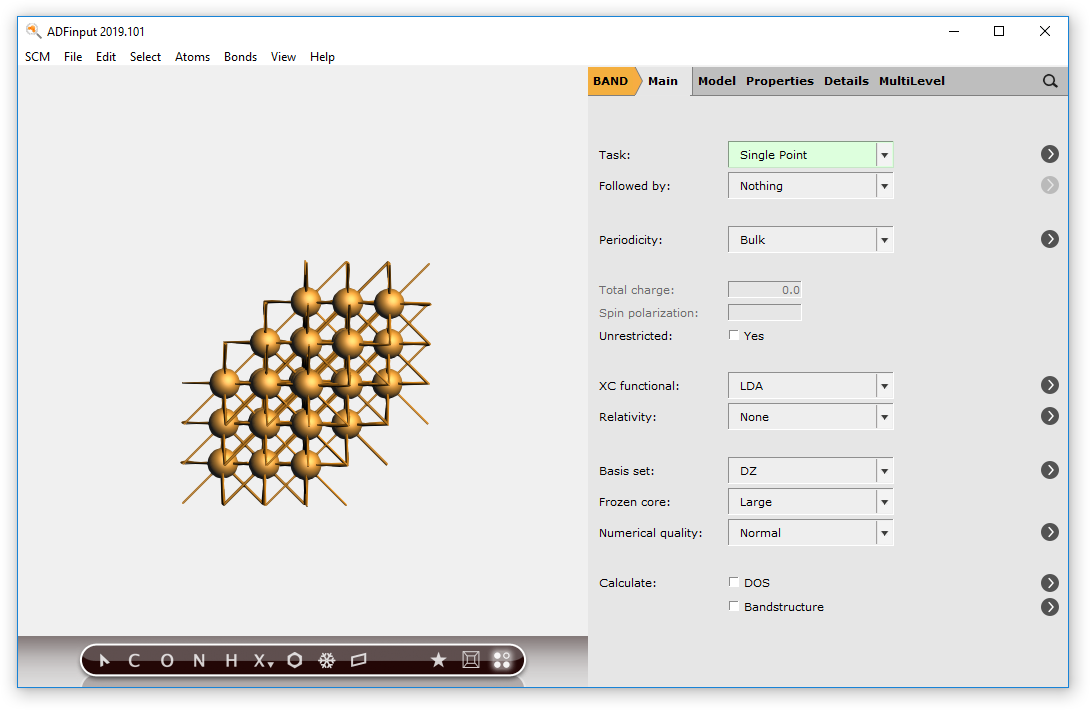 ADFinput 2019.101
SCM File Edit Select Atoms Bonds View Help
BAND Main Model Properties Details MultiLevel
Task: Single Point
Followed by: Nothing
Periodicity: Bulk
Total charge: 0.0
Spin polarization:
Unrestricted: Yes
XC functional: LDA
Relativity: None
Basis set: DZ
Frozen core: Large
Numerical quality: Normal
Calculate: DOS
Bandstructure
C O N H X